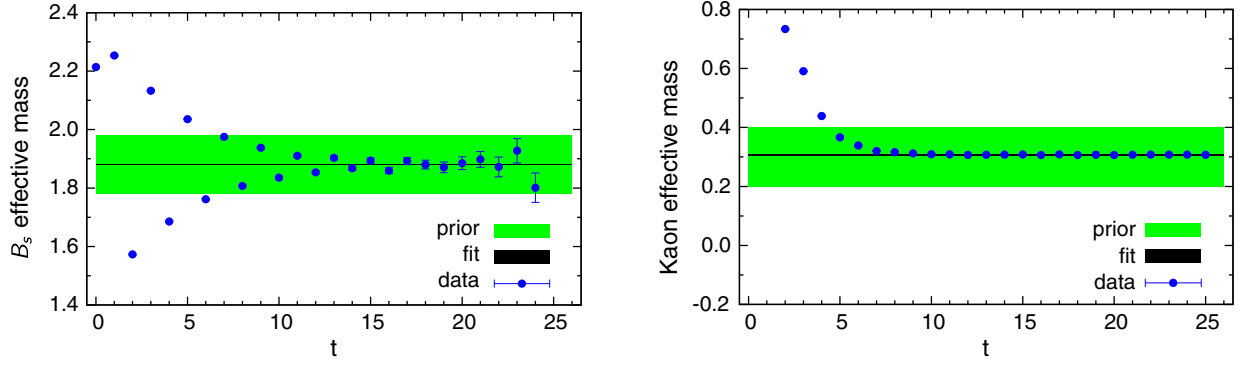 B_s effective mass
2.6
2.2
2.0
1.8
1.6
1.4
prior
fit
data
0 5 10 15 20 25
t
Kaon effective mass
0.8
0.6
0.4
0.2
0.0
-0.2
prior
fit
data
0 5 10 15 20 25
t